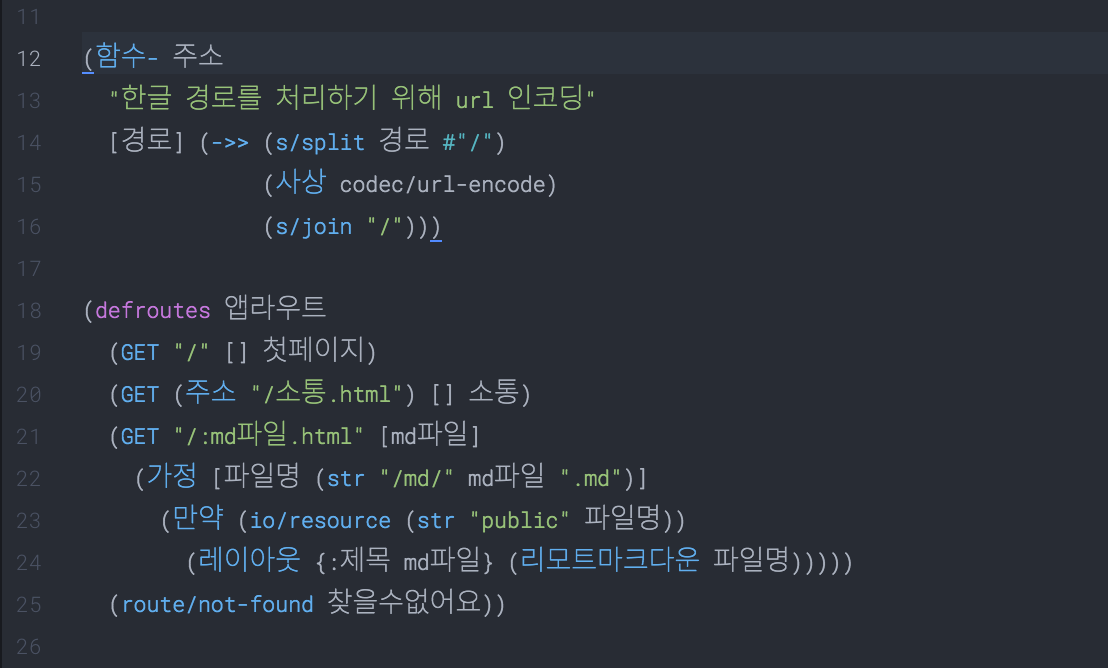 11
12 (함수- 주소
13 "한글 경로를 처리하기 위해 url 인코딩"
14 [경로] (->> (s/split 경로 #"/")
15 (사상 codec/url-encode)
16 (s/join "/")))
17
18 (defroutes 앱라우트
19 (GET "/" [] 첫페이지)
20 (GET (주소 "/소통.html") [] 소통)
21 (GET "/:md파일.html" [md파일]
22 (가정 [파일명 (str "/md/" md파일 ".md")]
23 (만약 (io/resource (str "public" 파일명))
24 (레이아웃 {:제목 md파일} (리모트마크다운 파일명)))))
25 (route/not-found 찾을수없어요))
26